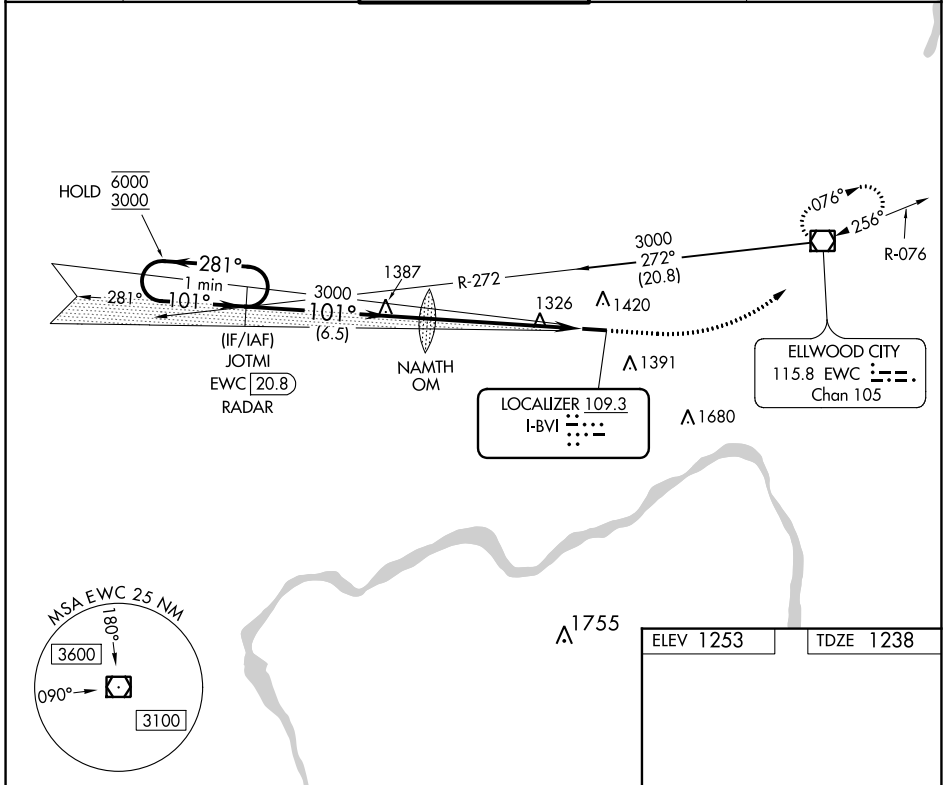 HOLD 6000
3000
281°
1 min
281°
101°
3000
101°
(6.5)
1387
R-272
3000
272°
(20.8)
076°
256°
R-076
1326
1420
1391
1680
(IF/IAF)
JOTMI
EWC 20.8
RADAR
NAMTH
OM
LOCALIZER 109.3
I-BVI
ELLWOOD CITY
115.8 EWC
Chan 105
MSA EWC 25 NM
180°
3600
090°
3100
1755
ELEV 1253
TDZE 1238